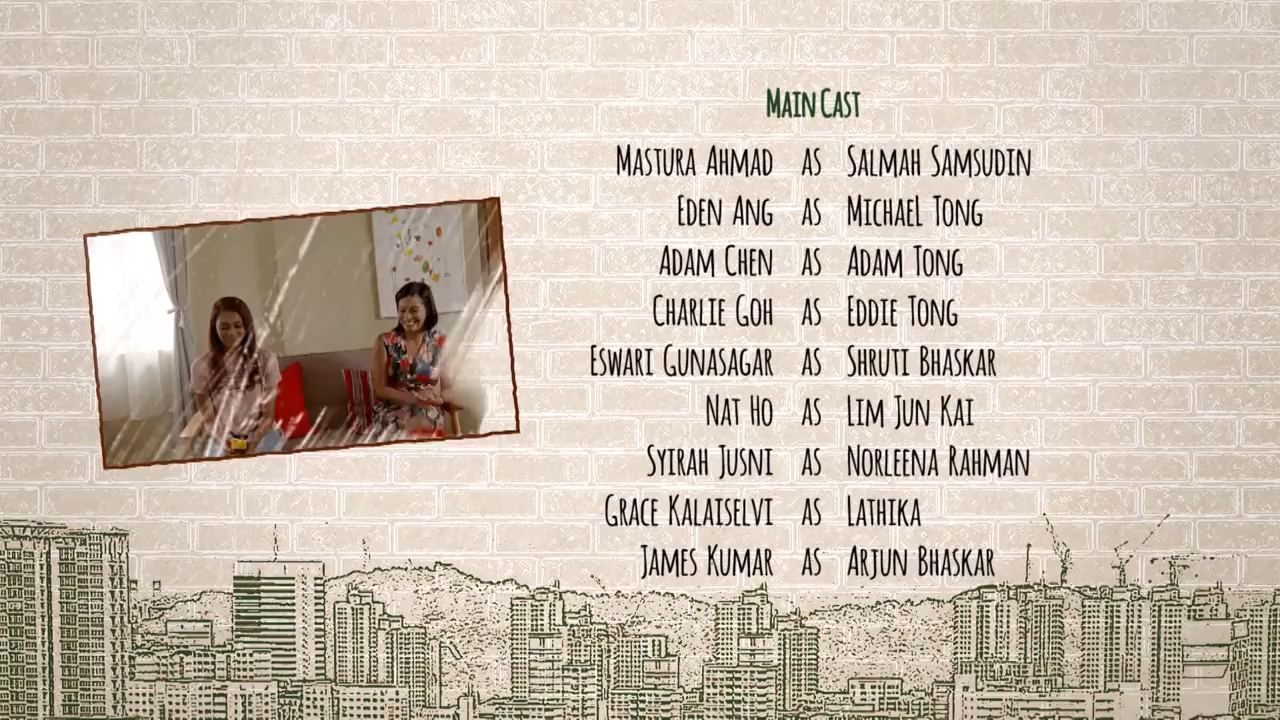 Main Cast
Mastura Ahmad as Salmah Samsudin
Eden Ang as Michael Tong
Adam Chen as Adam Tong
Charlie Goh as Eddie Tong
Eswari Gunasagar as Shruti Bhaskar
Nat Ho as Lim Jun Kai
Syirah Jusni as Norleena Rahman
Grace Kalaiselvi as Lathika
James Kumar as Arjun Bhaskar